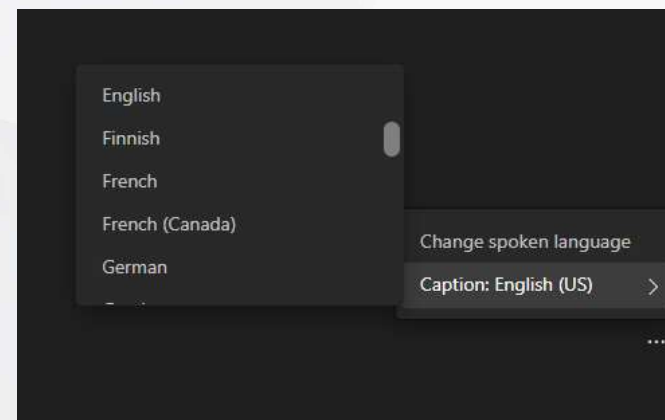 English
Finnish
French
French (Canada)
German
Change spoken language
Caption: English (US)
...